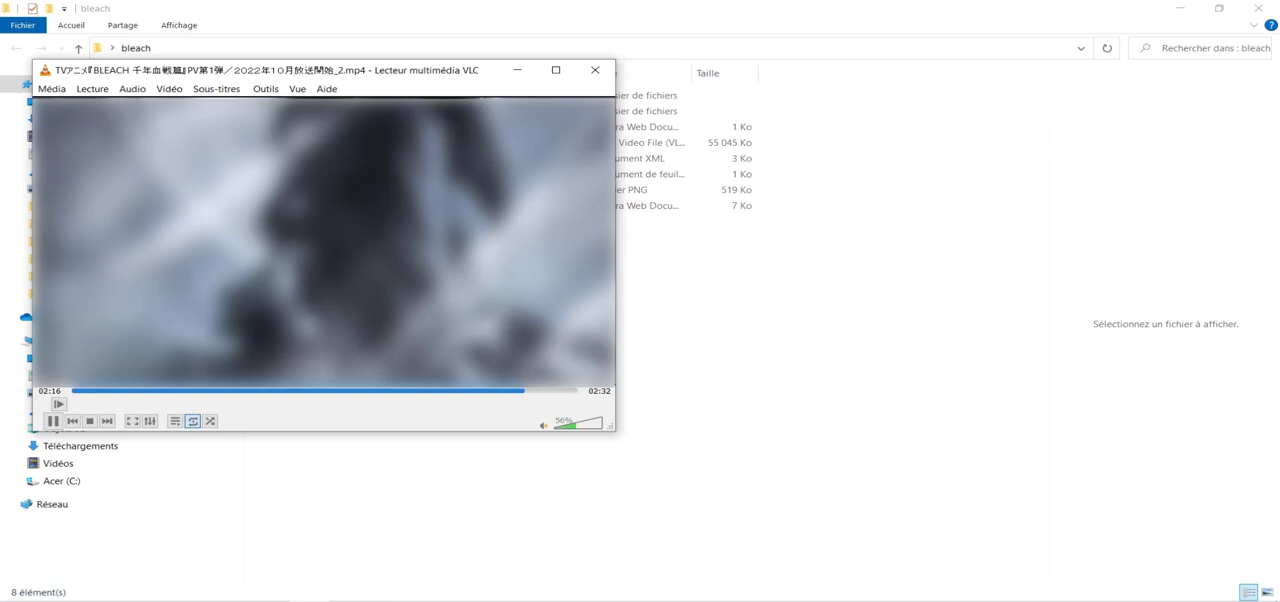 bleach
Fichier Accueil Partage Affichage
bleach
Rechercher dans : bleach
TVアニメ『BLEACH 千年血戦篇』PV第1弾／2022年10月放送開始_2.mp4 - Lecteur multimédia VLC
Média Lecture Audio Vidéo Sous-titres Outils Vue Aide
Taille
ier de fichiers
ier de fichiers
ra Web Docu... 1 Ko
Video File (VL... 55 045 Ko
ument XML 3 Ko
ument de feuil... 1 Ko
er PNG 519 Ko
ra Web Docu... 7 Ko
Sélectionnez un fichier à afficher.
02:16 02:32
56%
Téléchargements
Vidéos
Acer (C:)
Réseau
8 élément(s)